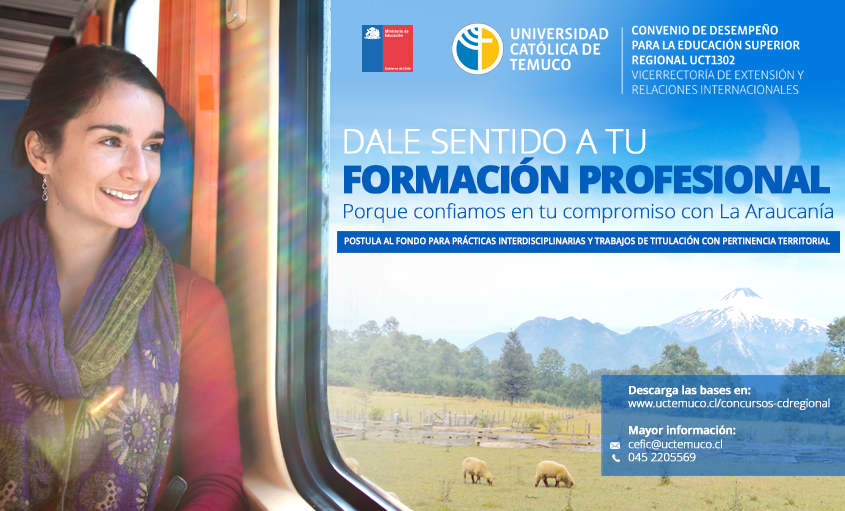 Ministerio de
Educación
Gobierno de Chile
UNIVERSIDAD
CATÓLICA DE
TEMUCO
CONVENIO DE DESEMPEÑO
PARA LA EDUCACIÓN SUPERIOR
REGIONAL UCT1302
VICERRECTORÍA DE EXTENSIÓN Y
RELACIONES INTERNACIONALES
DALE SENTIDO A TU
FORMACIÓN PROFESIONAL
Porque confiamos en tu compromiso con La Araucanía
POSTULA AL FONDO PARA PRÁCTICAS INTERDISCIPLINARIAS Y TRABAJOS DE TITULACIÓN CON PERTINENCIA TERRITORIAL
Descarga las bases en:
www.uctemuco.cl/concursos-cdregional
Mayor información:
cefic@uctemuco.cl
045 2205569